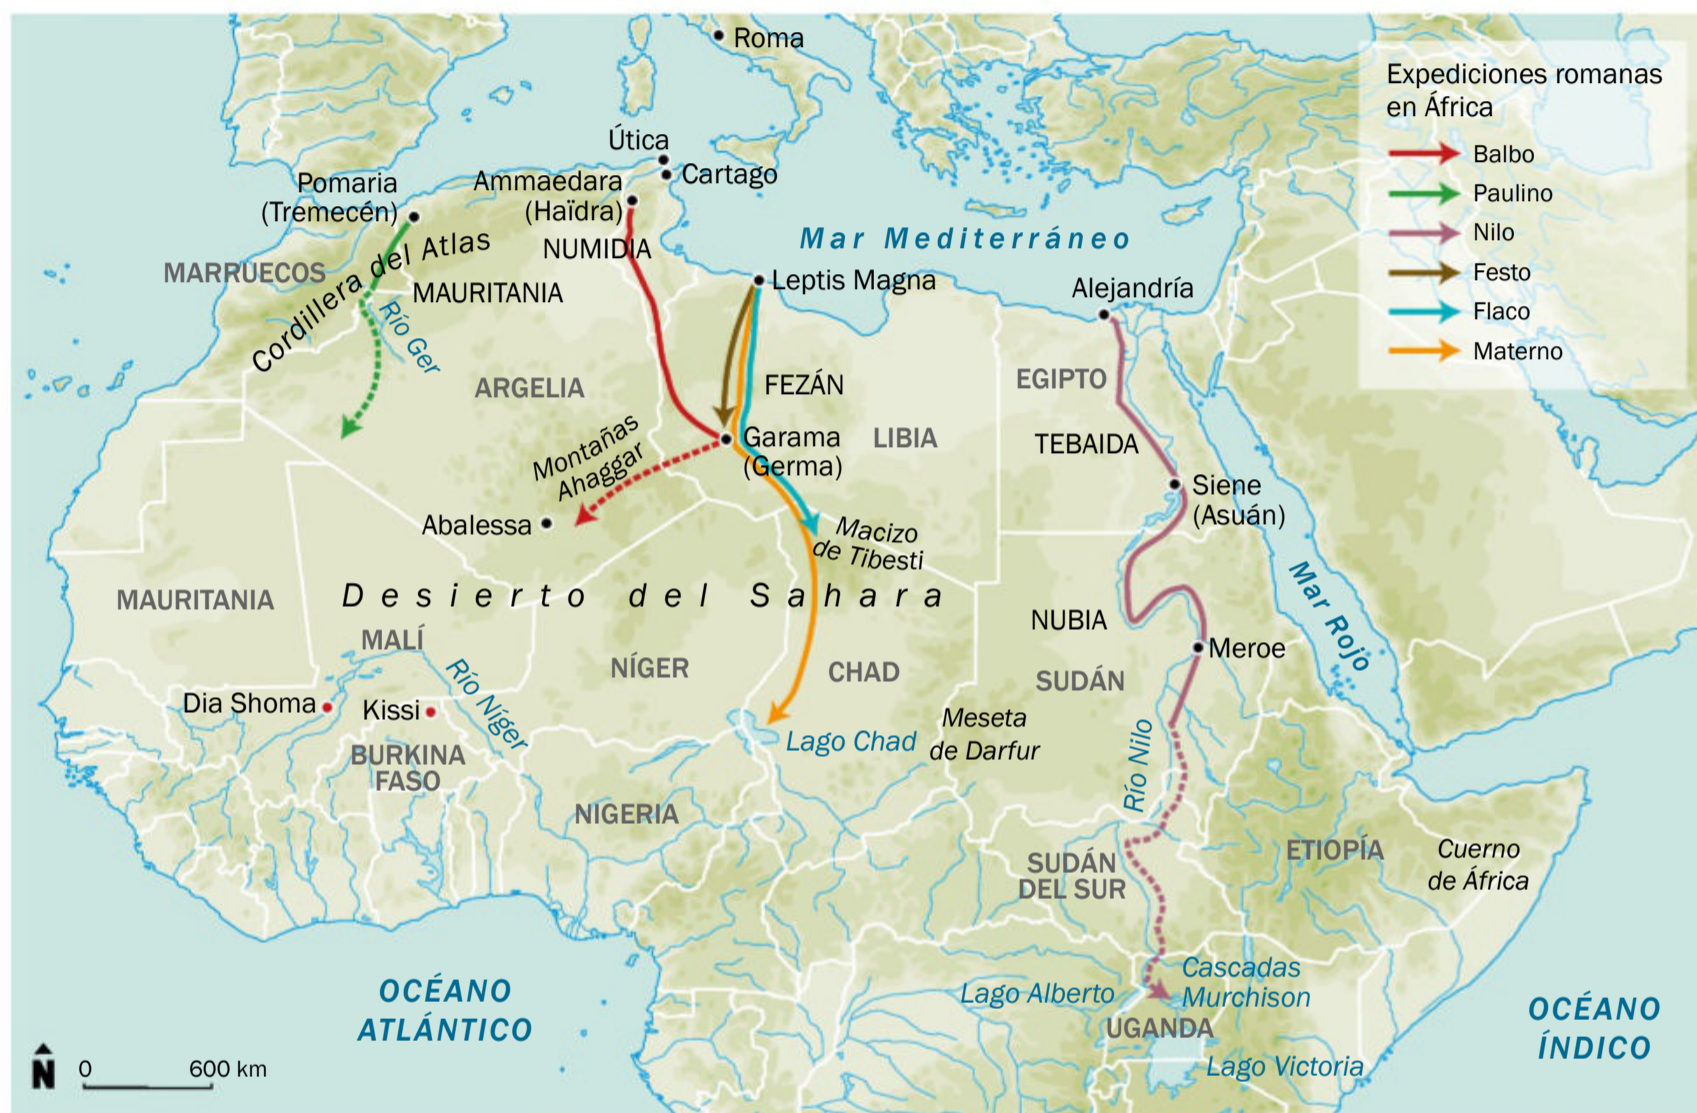 Roma
Expediciones romanas
en África
Balbo
Paulino
Nilo
Festo
Flaco
Materno
Útica
Cartago
Ammaedara
(Haïdra)
Pomaria
(Tremecén)
NUMIDIA
Mar Mediterráneo
MARRUECOS
Cordillera del Atlas
MAURITANIA
Río Ger
Leptis Magna
Alejandría
ARGELIA
FEZÁN
EGIPTO
LIBIA
TEBAIDA
Garama
(Germa)
Montañas
Ahaggar
Abalessa
Siene
(Asuán)
Macizo
de Tibesti
Mar Rojo
Desierto del Sahara
MAURITANIA
NUBIA
MALÍ
Meroe
NÍGER
CHAD
SUDÁN
Río Níger
Dia Shoma
Kissi
Meseta
de Darfur
Lago Chad
Río Nilo
BURKINA
FASO
NIGERIA
SUDÁN
DEL SUR
ETIOPÍA
Cuerno
de África
Cascadas
Murchison
Lago Alberto
UGANDA
Lago Victoria
OCÉANO
ATLÁNTICO
OCÉANO
ÍNDICO
N
0 600 km